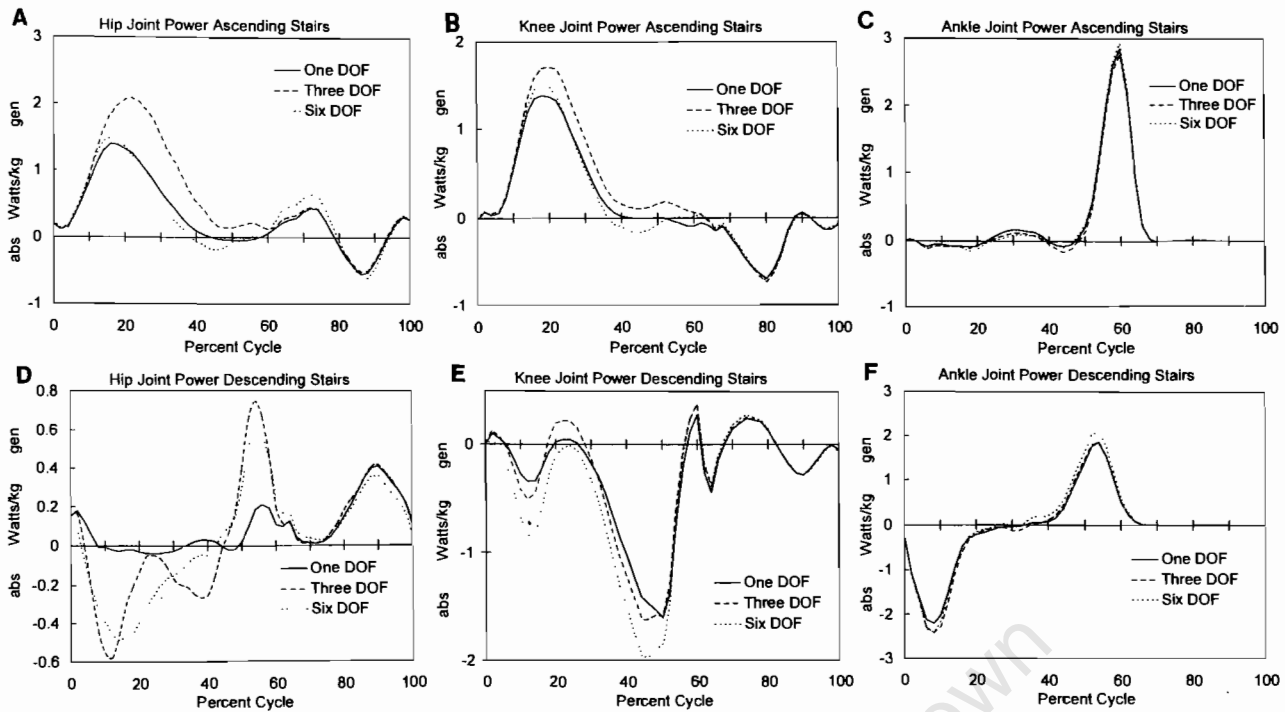 A
Hip Joint Power Ascending Stairs
3
2
1
0
-1
abs Watts/kg gen
One DOF
Three DOF
Six DOF
0 20 40 60 80 100
Percent Cycle
B
Knee Joint Power Ascending Stairs
2
1
0
-1
abs Watts/kg gen
One DOF
Three DOF
Six DOF
0 20 40 60 80 100
Percent Cycle
C
Ankle Joint Power Ascending Stairs
3
2
1
0
-1
abs Watts/kg gen
One DOF
Three DOF
Six DOF
0 20 40 60 80 100
Percent Cycle
D
Hip Joint Power Descending Stairs
0.8
0.6
0.4
0.2
0
-0.2
-0.4
-0.6
abs Watts/kg gen
One DOF
Three DOF
Six DOF
0 20 40 60 80 100
Percent Cycle
E
Knee Joint Power Descending Stairs
0
-1
-2
abs Watts/kg gen
One DOF
Three DOF
Six DOF
0 20 40 60 80 100
Percent Cycle
F
Ankle Joint Power Descending Stairs
3
2
1
0
-1
-2
-3
abs Watts/kg gen
One DOF
Three DOF
Six DOF
0 20 40 60 80 100
Percent Cycle